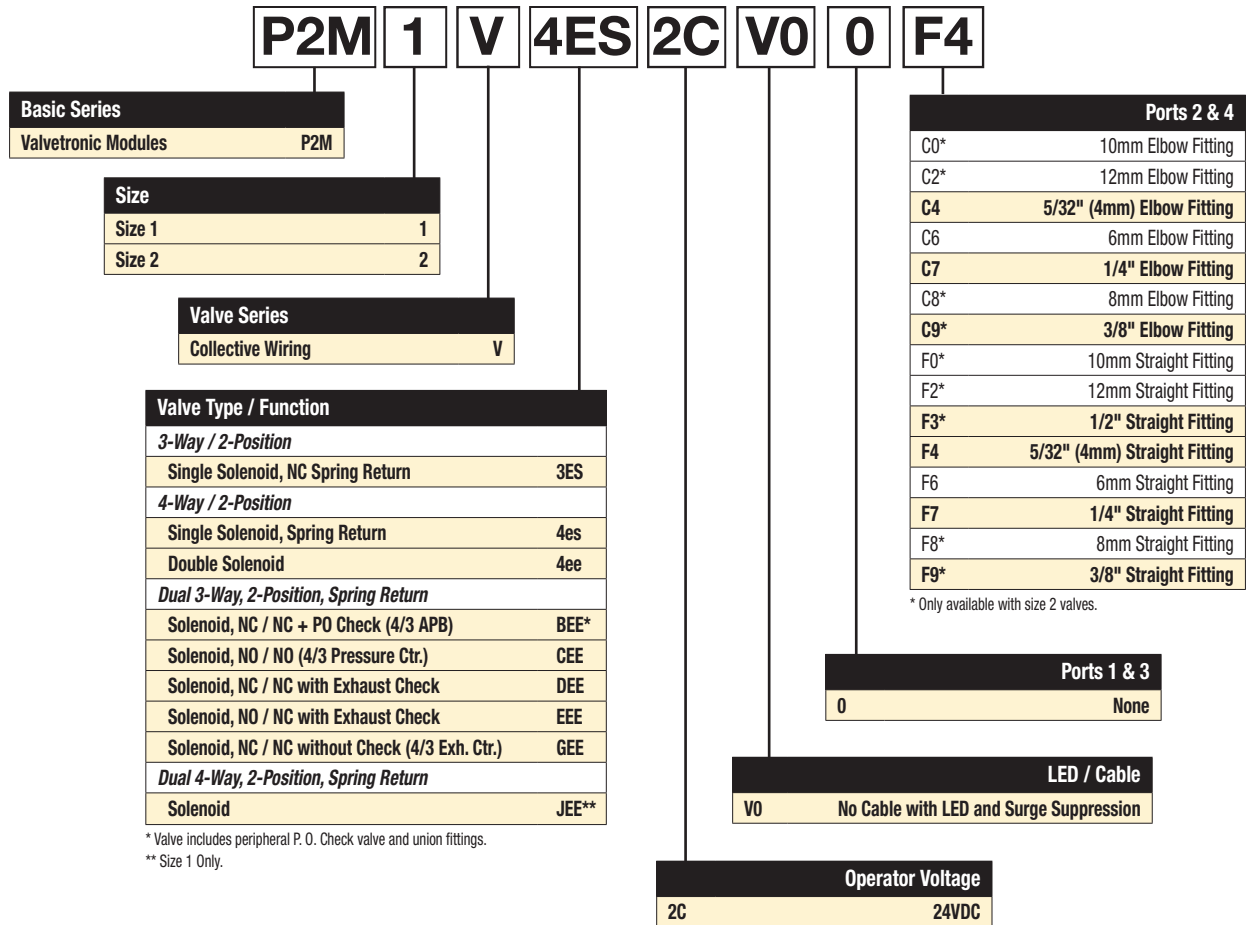 P2M 1 V 4ES 2C V0 0 F4
Basic Series
Valvetronic Modules P2M
Size
Size 1 1
Size 2 2
Valve Series
Collective Wiring V
Valve Type / Function
3-Way / 2-Position
Single Solenoid, NC Spring Return 3ES
4-Way / 2-Position
Single Solenoid, Spring Return 4es
Double Solenoid 4ee
Dual 3-Way, 2-Position, Spring Return
Solenoid, NC / NC + PO Check (4/3 APB) BEE*
Solenoid, NO / NO (4/3 Pressure Ctr.) CEE
Solenoid, NC / NC with Exhaust Check DEE
Solenoid, NO / NC with Exhaust Check EEE
Solenoid, NC / NC without Check (4/3 Exh. Ctr.) GEE
Dual 4-Way, 2-Position, Spring Return
Solenoid JEE**
* Valve includes peripheral P. O. Check valve and union fittings.
** Size 1 Only.
Ports 2 & 4
C0* 10mm Elbow Fitting
C2* 12mm Elbow Fitting
C4 5/32" (4mm) Elbow Fitting
C6 6mm Elbow Fitting
C7 1/4" Elbow Fitting
C8* 8mm Elbow Fitting
C9* 3/8" Elbow Fitting
F0* 10mm Straight Fitting
F2* 12mm Straight Fitting
F3* 1/2" Straight Fitting
F4 5/32" (4mm) Straight Fitting
F6 6mm Straight Fitting
F7 1/4" Straight Fitting
F8* 8mm Straight Fitting
F9* 3/8" Straight Fitting
* Only available with size 2 valves.
Ports 1 & 3
0 None
LED / Cable
V0 No Cable with LED and Surge Suppression
Operator Voltage
2C 24VDC